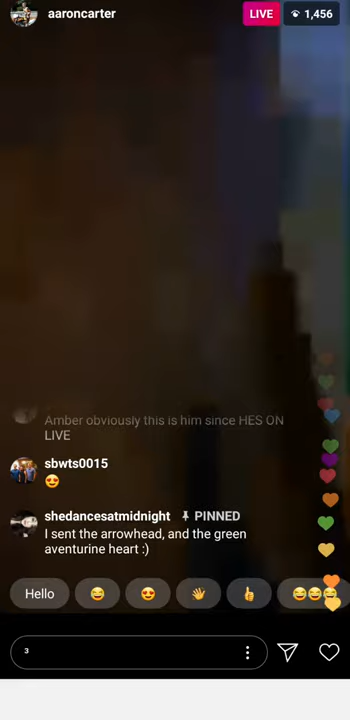 aaroncarter
LIVE
1,456
Amber obviously this is him since HES ON
LIVE
sbwts0015
😍
shedancesatmidnight PINNED
I sent the arrowhead, and the green
aventurine heart :)
Hello 😂 😍 👋 👍 😂😂😂
3